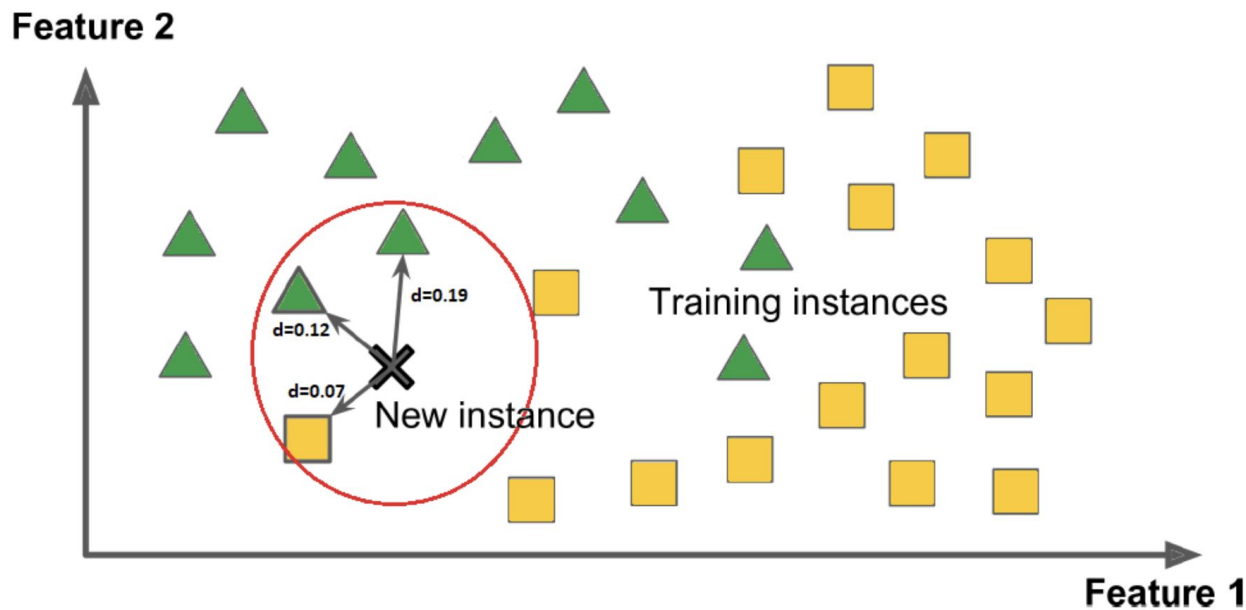 Feature 2
d=0.19
Training instances
d=0.12
d=0.07
New instance
Feature 1